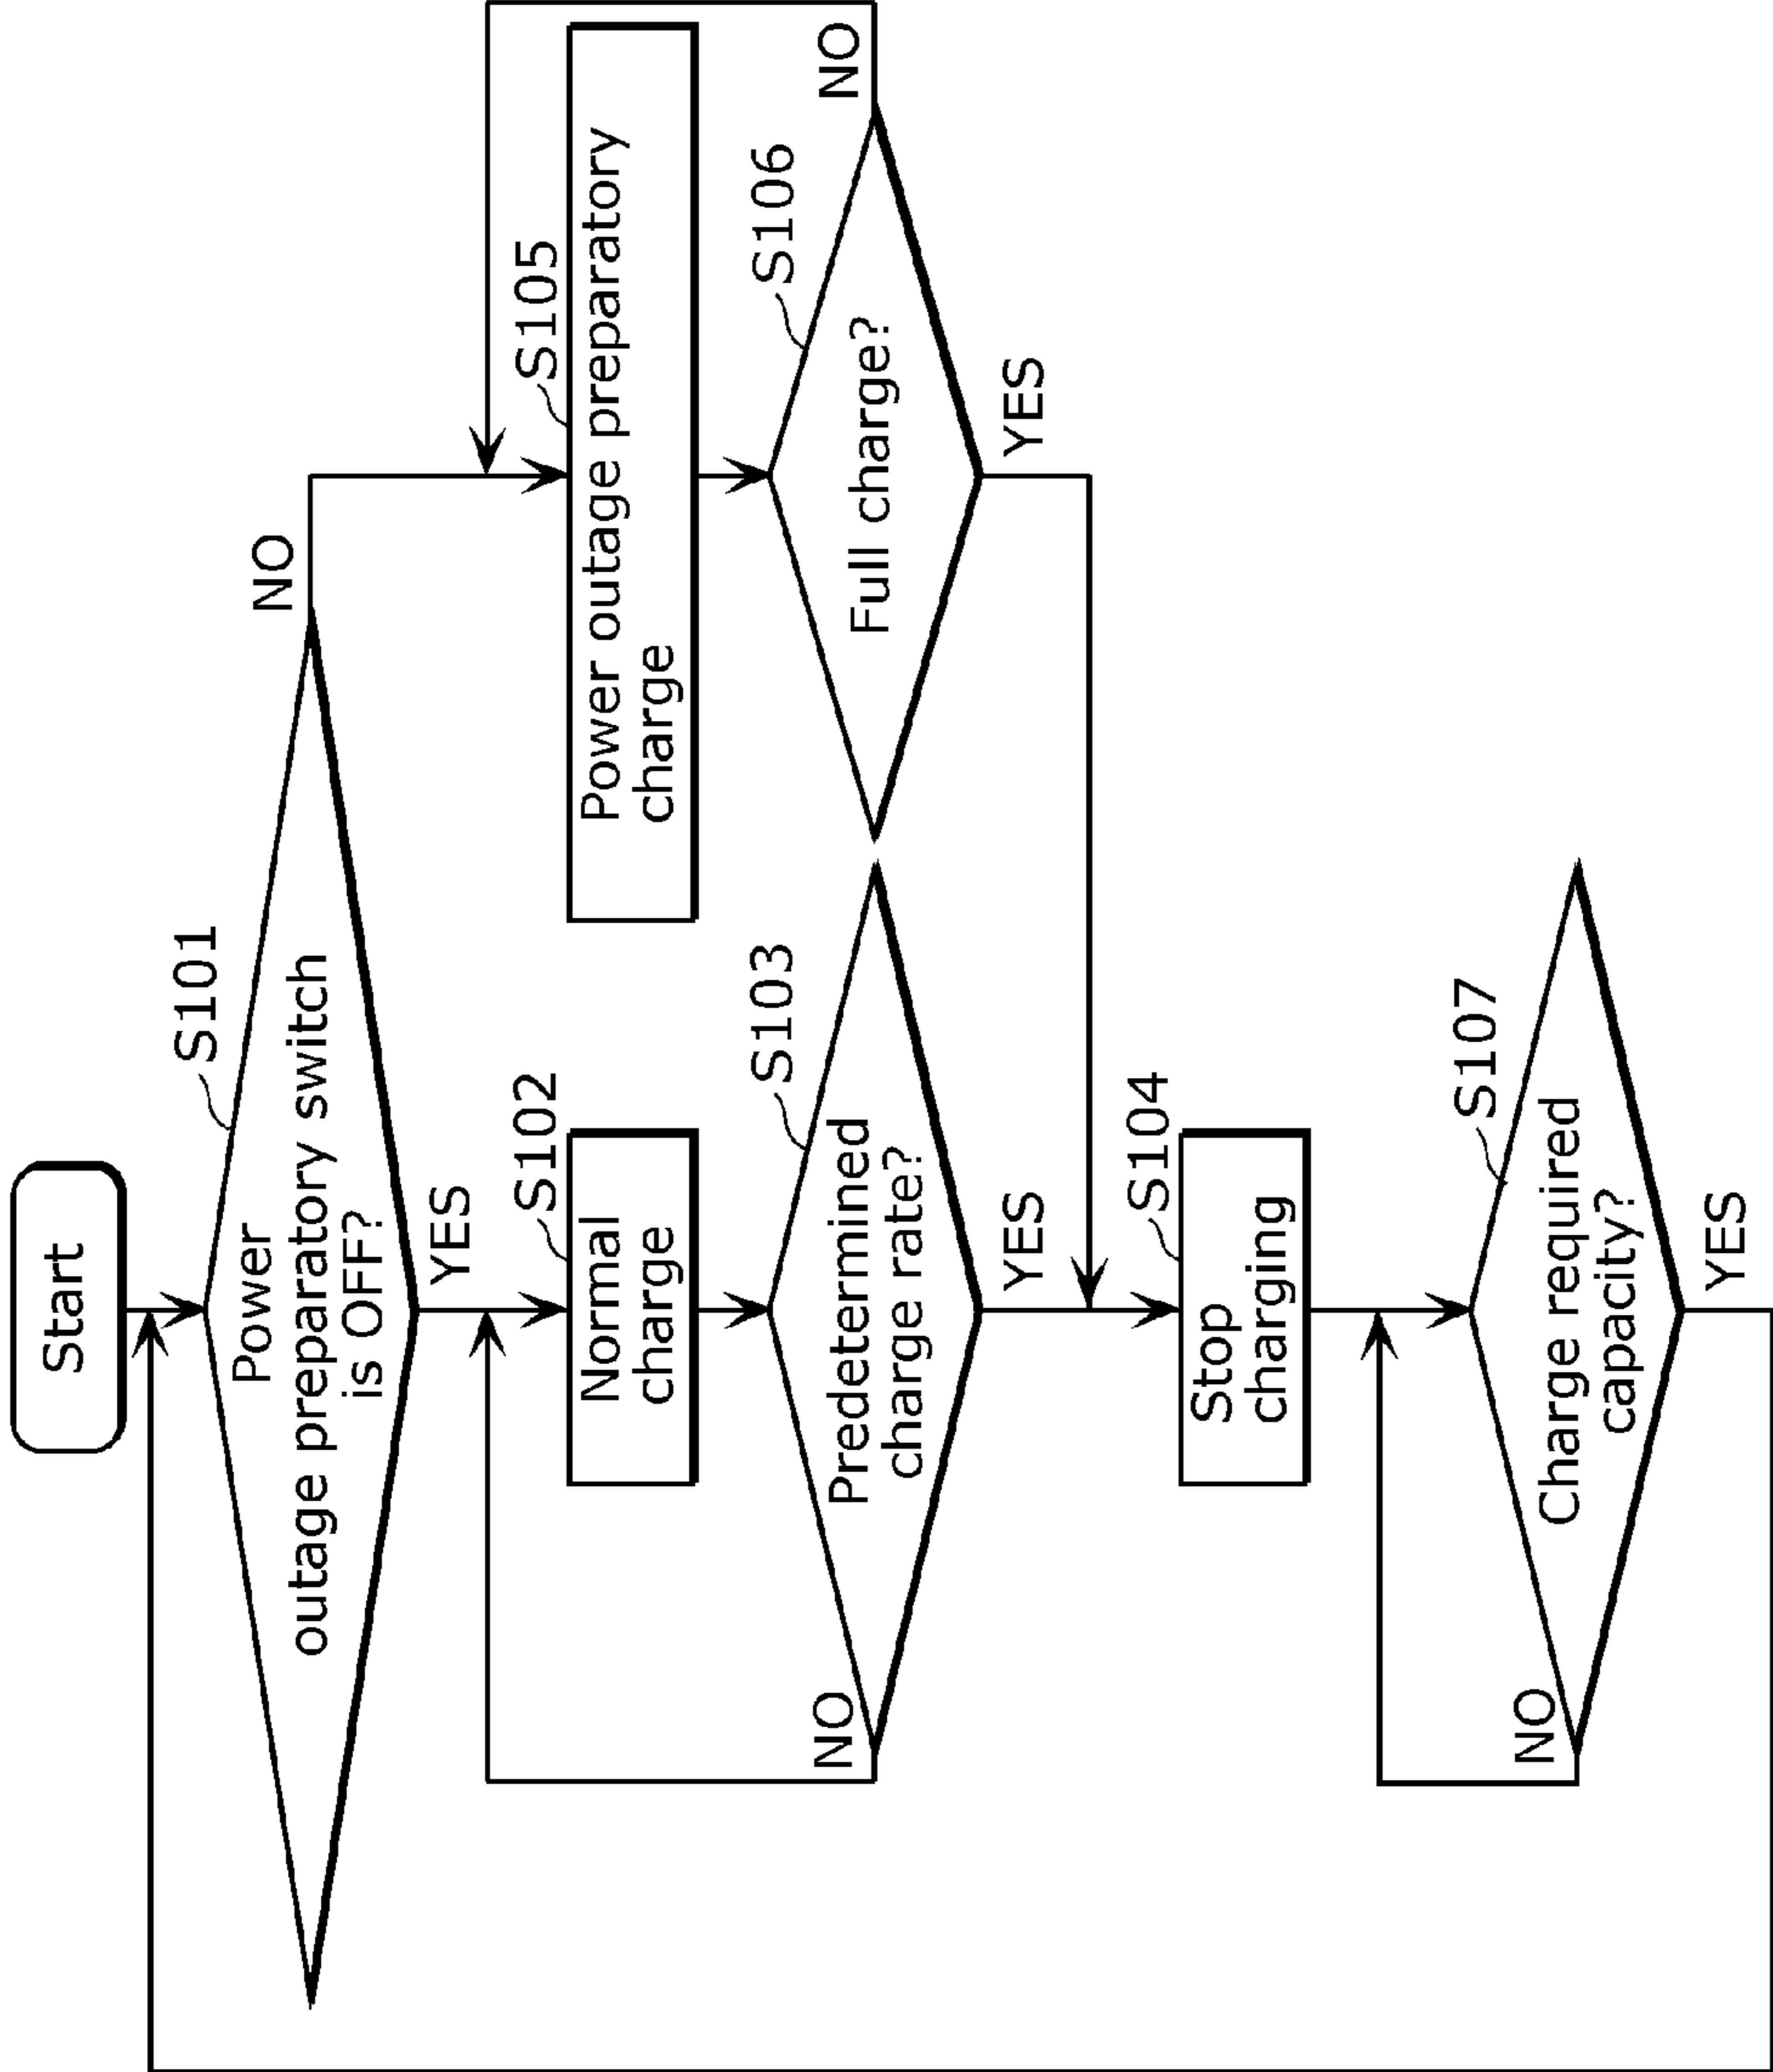 Start
S101
Power
outage preparatory switch
is OFF?
NO
YES
S102
Normal
charge
S105
Power outage preparatory
charge
S103
Predetermined
charge rate?
NO
YES
S106
Full charge?
NO
YES
S104
Stop
charging
S107
Charge required
capacity?
NO
YES